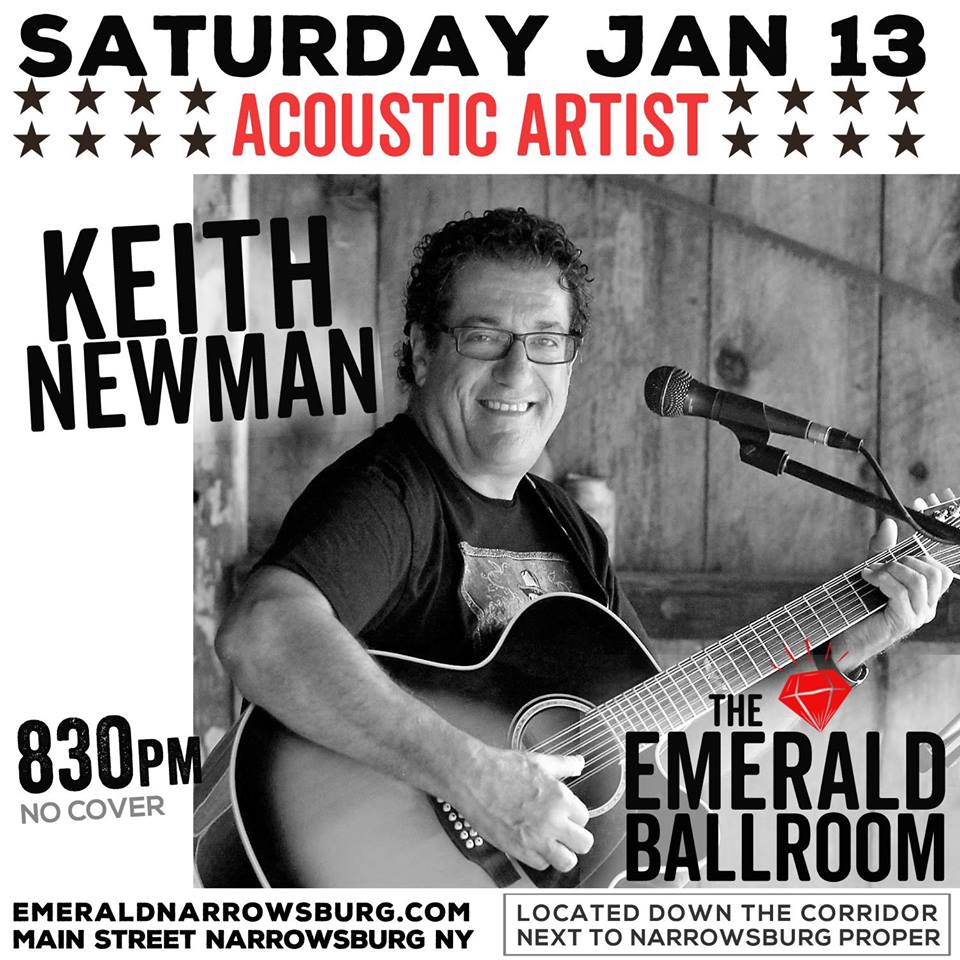 SATURDAY JAN 13
ACOUSTIC ARTIST
KEITH
NEWMAN
830PM
NO COVER
THE
EMERALD
BALLROOM
EMERALDNARROWSBURG.COM
MAIN STREET NARROWSBURG NY
LOCATED DOWN THE CORRIDOR
NEXT TO NARROWSBURG PROPER